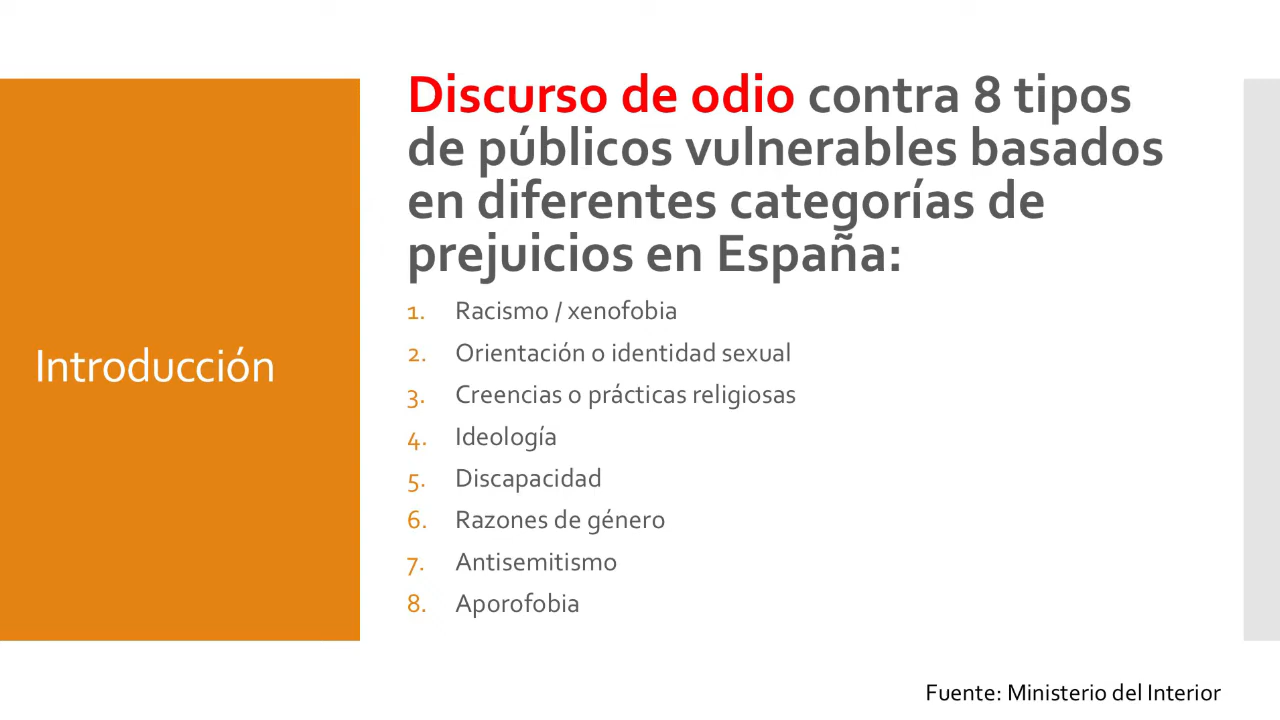 Introducción
Discurso de odio contra 8 tipos
de públicos vulnerables basados
en diferentes categorías de
prejuicios en España:
1. Racismo / xenofobia
2. Orientación o identidad sexual
3. Creencias o prácticas religiosas
4. Ideología
5. Discapacidad
6. Razones de género
7. Antisemitismo
8. Aporofobia
Fuente: Ministerio del Interior